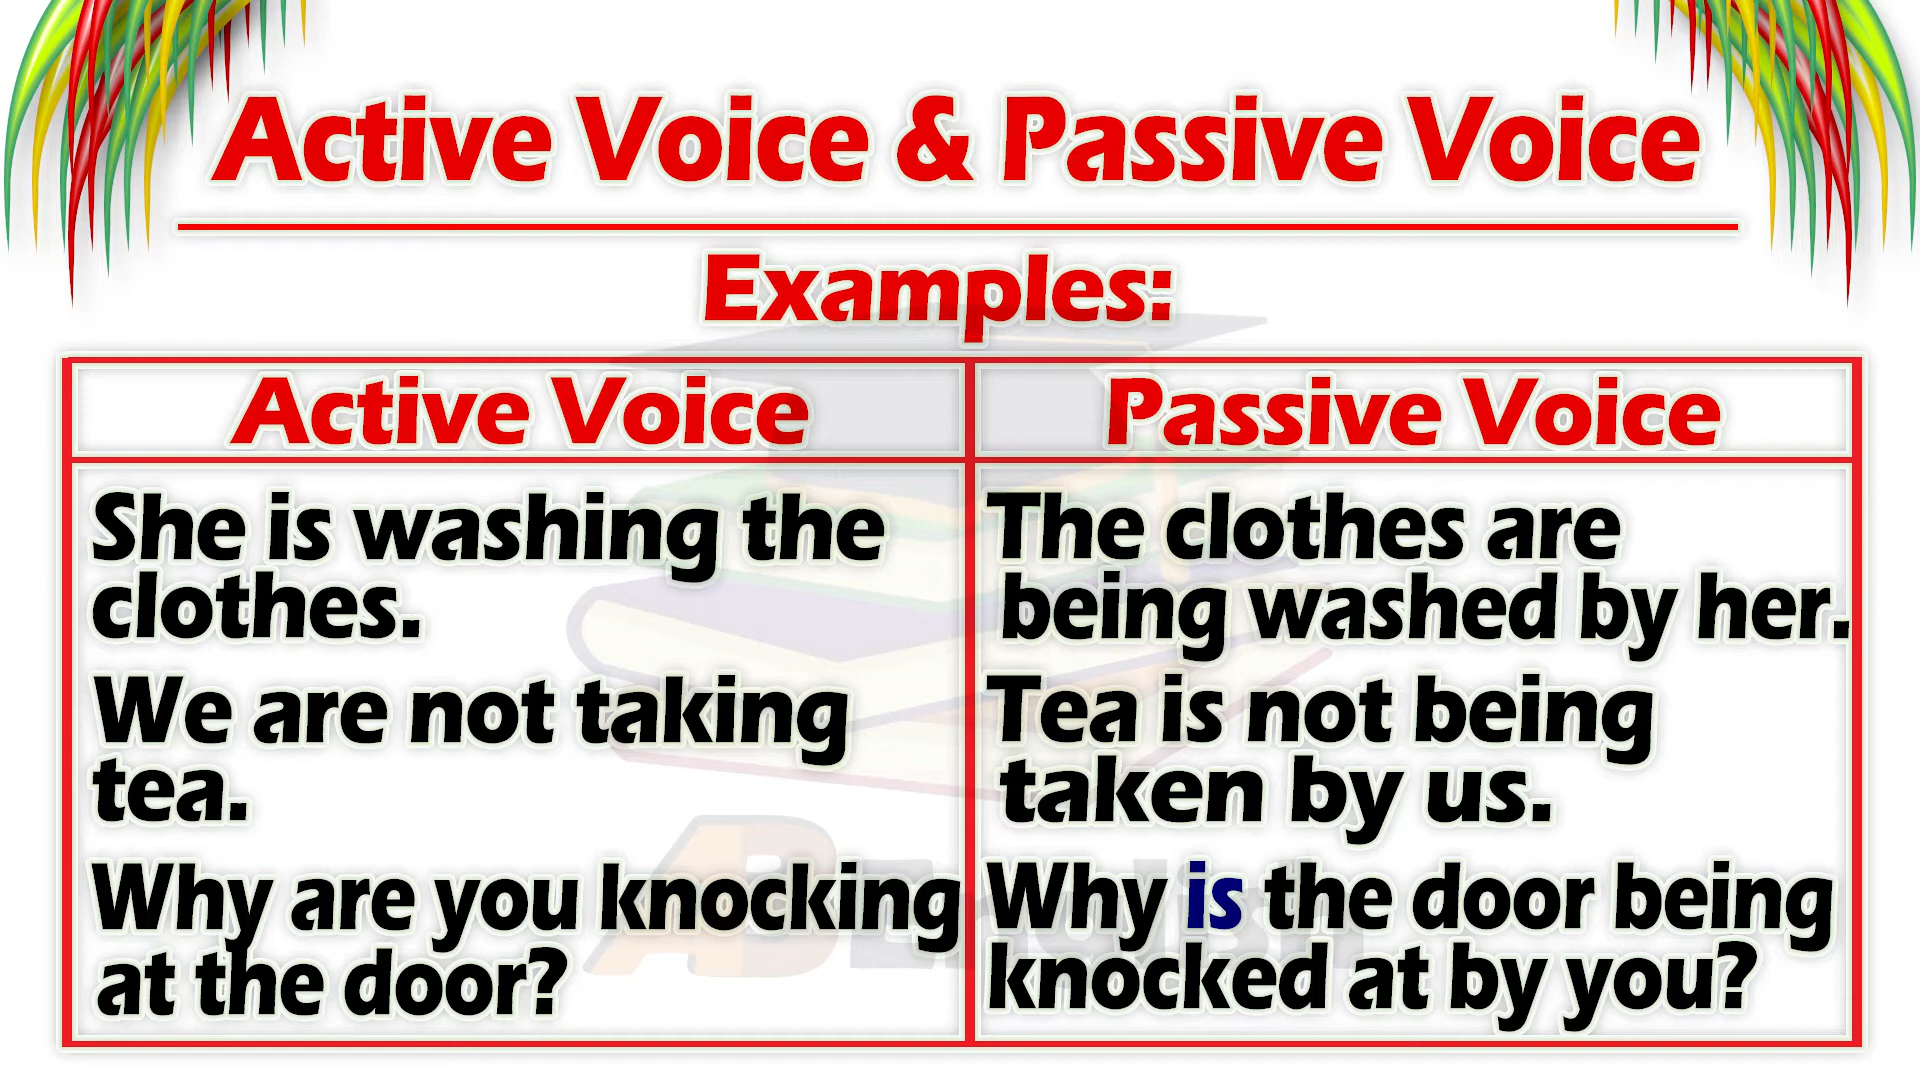 Active Voice & Passive Voice
Examples:
Active Voice
Passive Voice
She is washing the
clothes.
The clothes are
being washed by her.
We are not taking
tea.
Tea is not being
taken by us.
Why are you knocking
at the door?
Why is the door being
knocked at by you?
AB English